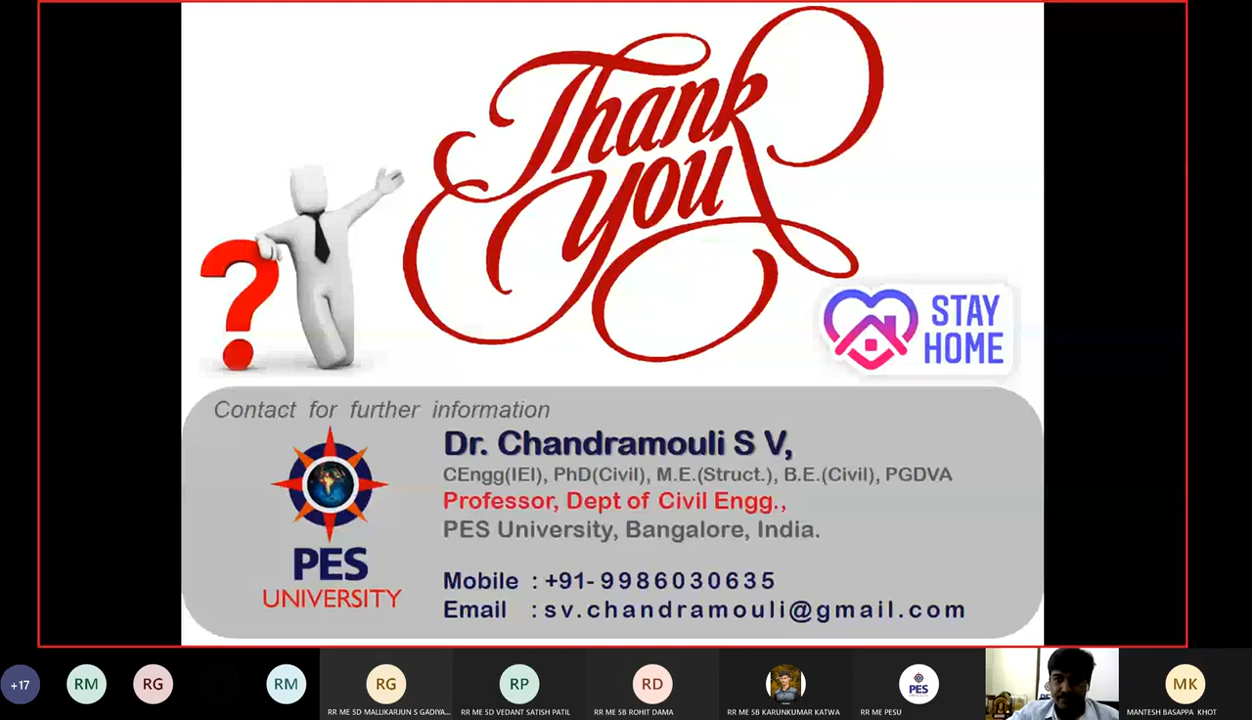 Thank
you
?
STAY
HOME
Contact for further information
Dr. Chandramouli S V,
CEngg(IEI), PhD(Civil), M.E.(Struct.), B.E.(Civil), PGDVA
Professor, Dept of Civil Engg.,
PES University, Bangalore, India.
PES
UNIVERSITY
Mobile : +91- 9986030635
Email : sv.chandramouli@gmail.com
+17
RM
RG
RM
RG
RP
RD
PES
MK
RR ME 5D MALLIKARJUN S GADIYA...
RR ME 5D VEDANT SATISH PATIL
RR ME 5B ROHIT DAMA
RR ME 5B KARUNKUMAR KATWA
RR ME PESU
MANTESH BASAPPA KHOT